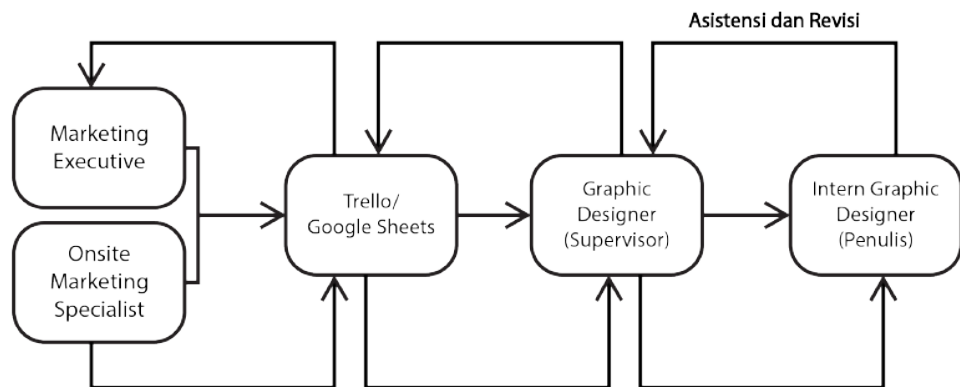 Asistensi dan Revisi
Marketing
Executive
Onsite
Marketing
Specialist
Trello/
Google Sheets
Graphic
Designer
(Supervisor)
Intern Graphic
Designer
(Penulis)